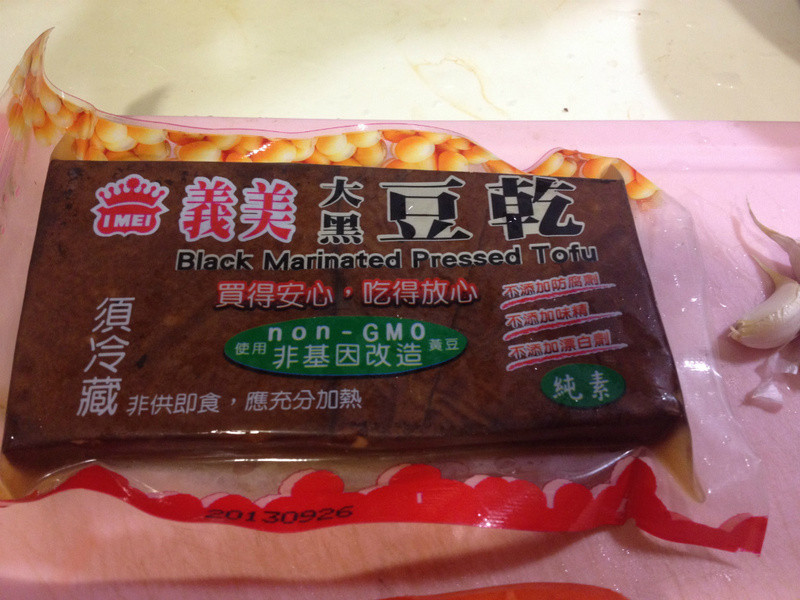 IMEI 義美 大黑 豆乾
Black Marinated Pressed Tofu
買得安心，吃得放心
不添加防腐劑
不添加味精
不添加漂白劑
使用 non-GMO 非基因改造 黃豆
純素
須冷藏
非供即食，應充分加熱
20130926